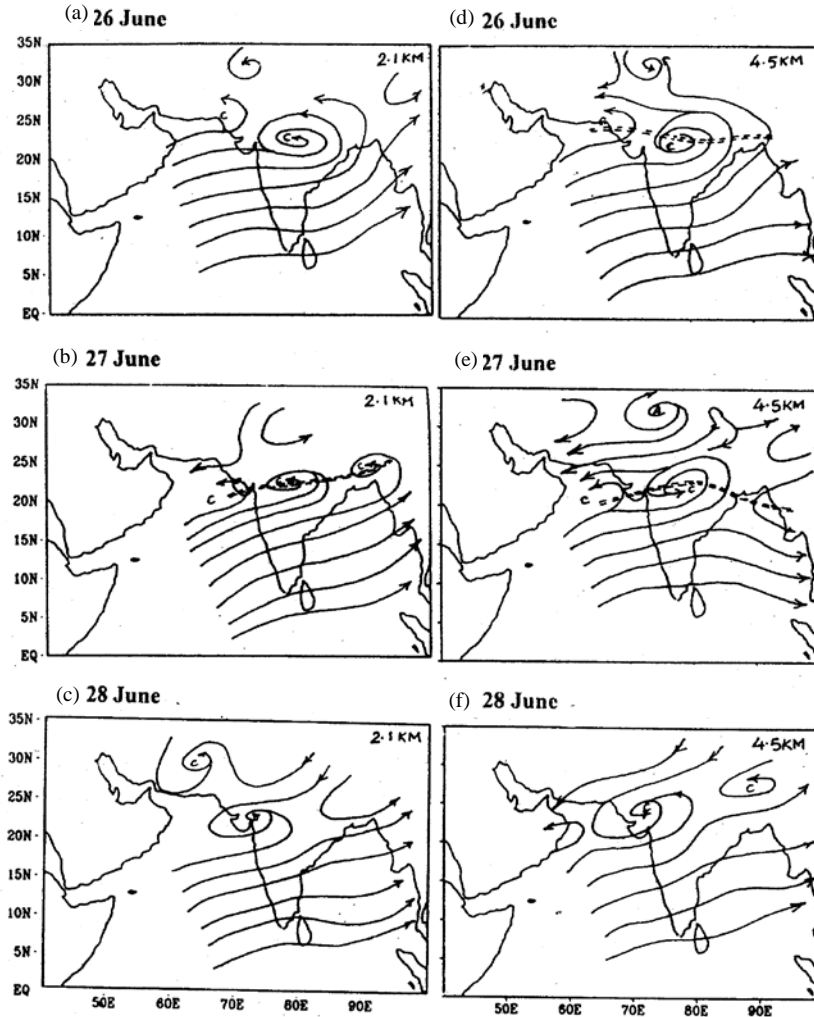 (a) 26 June
(d) 26 June
35N
30N
25N
20N
15N
10N
5N
EQ
2.1KM
C
C
4.5KM
C
(b) 27 June
(e) 27 June
35N
30N
25N
20N
15N
10N
5N
EQ
2.1KM
C
4.5KM
A
C
C
(c) 28 June
(f) 28 June
35N
30N
25N
20N
15N
10N
5N
EQ
2.1KM
C
4.5KM
C
50E 60E 70E 80E 90E
50E 60E 70E 80E 90E